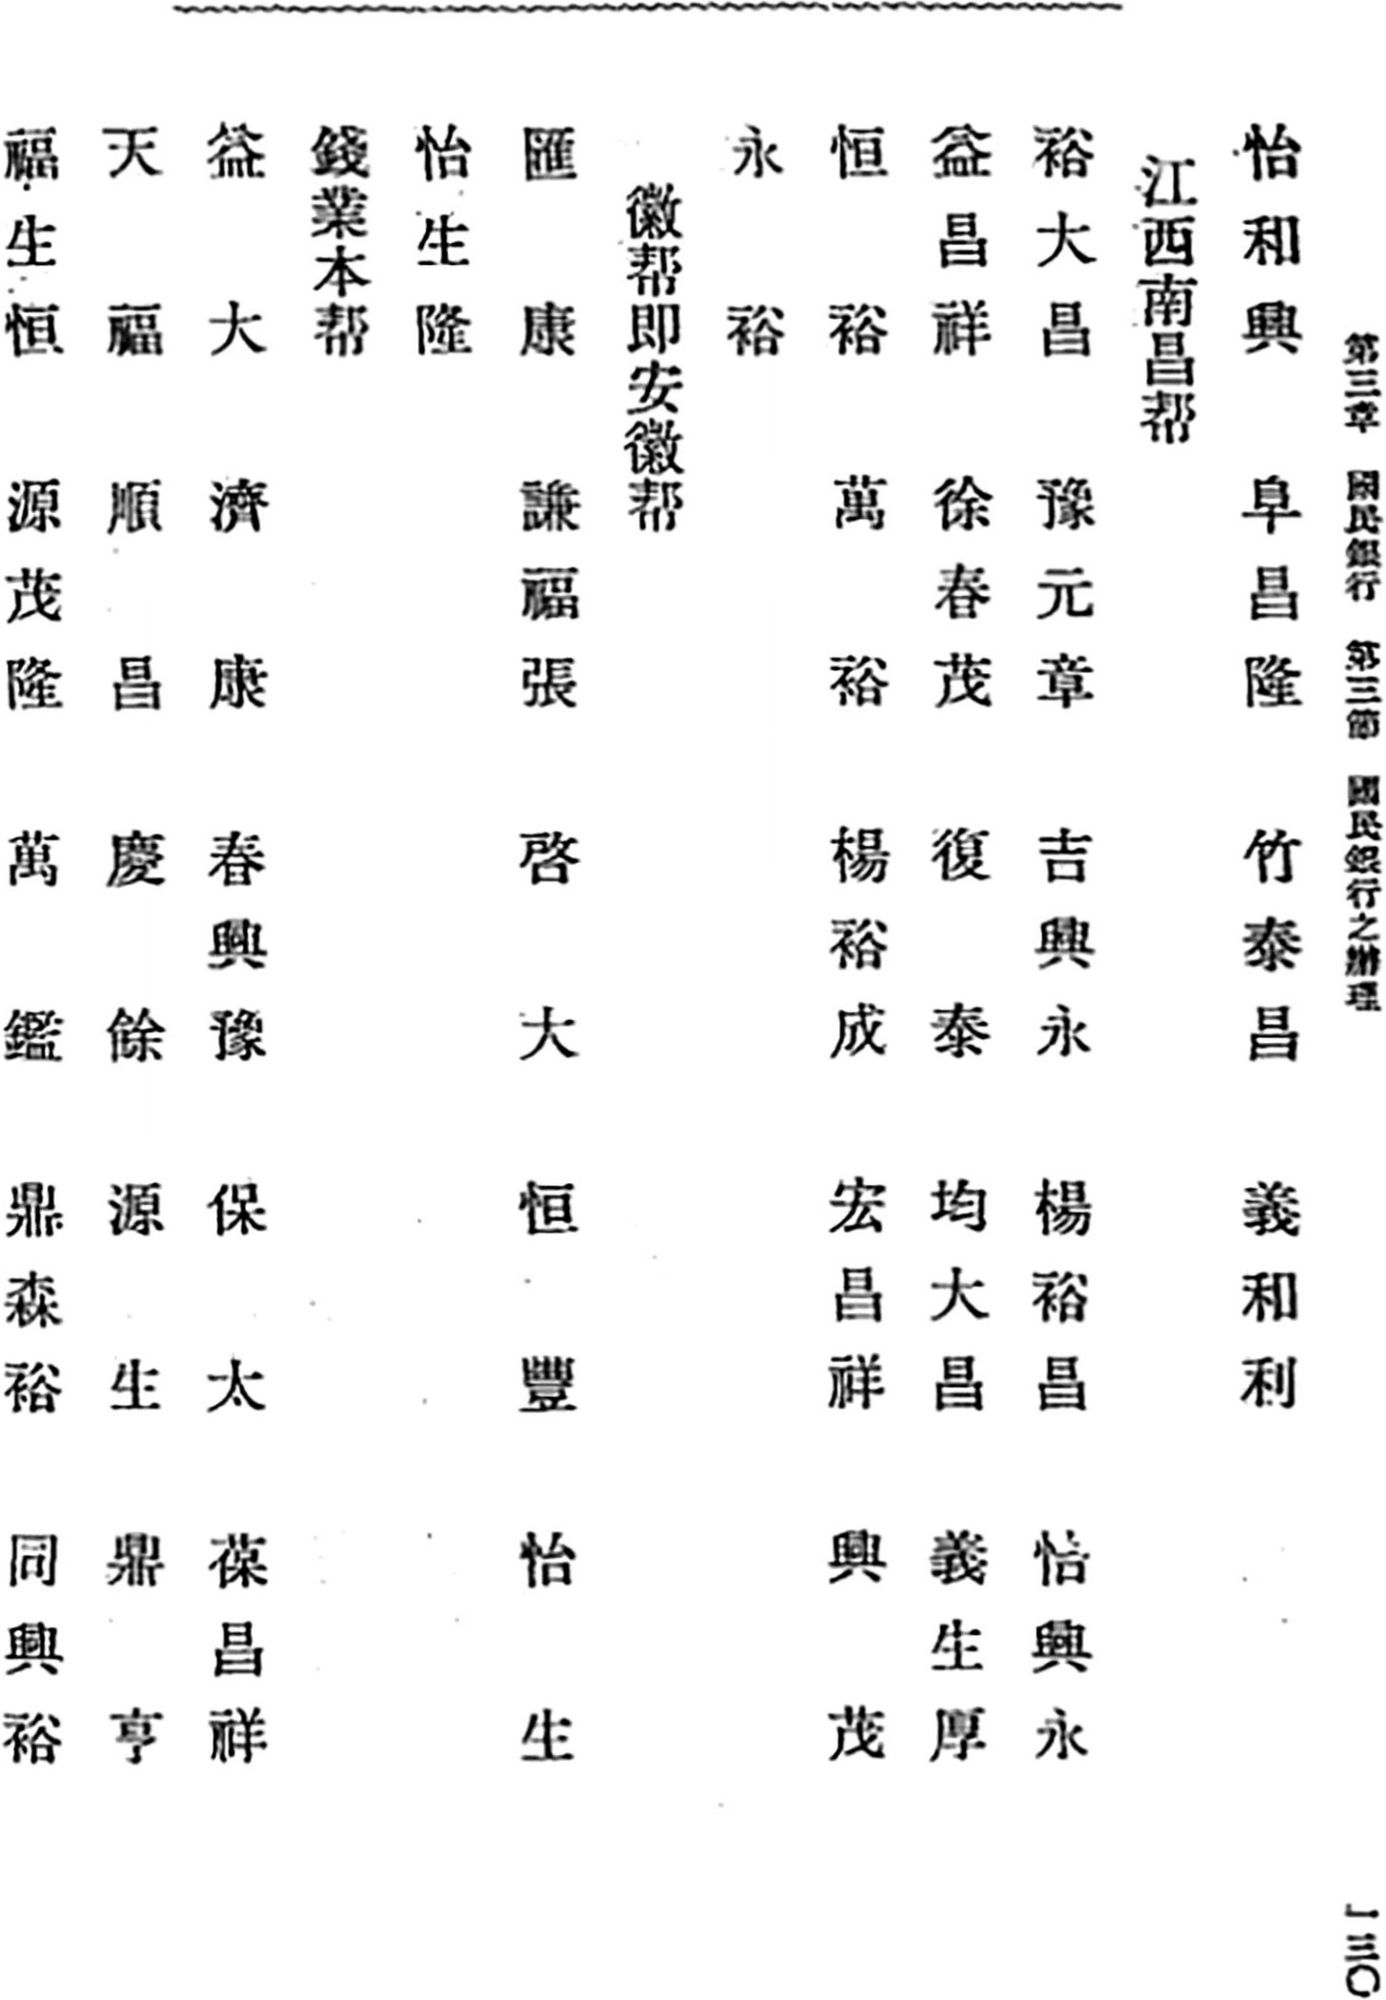 第三章 國民銀行 第三節 國民銀行之辦理 一三〇
怡和興 阜昌隆 竹泰昌 義和利
江西南昌帮
裕大昌 豫元章 吉興永 楊裕昌 怡興永
益昌祥 徐春茂 復泰 均大昌 義生厚
恒裕 萬裕 楊裕成 宏昌祥 興茂
永裕
徽帮即安徽帮
匯康 謙福張 啓大 恒豐 怡生
怡生隆
錢業本帮
益大 濟康 春興豫 保太 葆昌祥
天福 順昌 慶餘 源生 鼎亨
福生恒 源茂隆 萬鑑 鼎森裕 同興裕